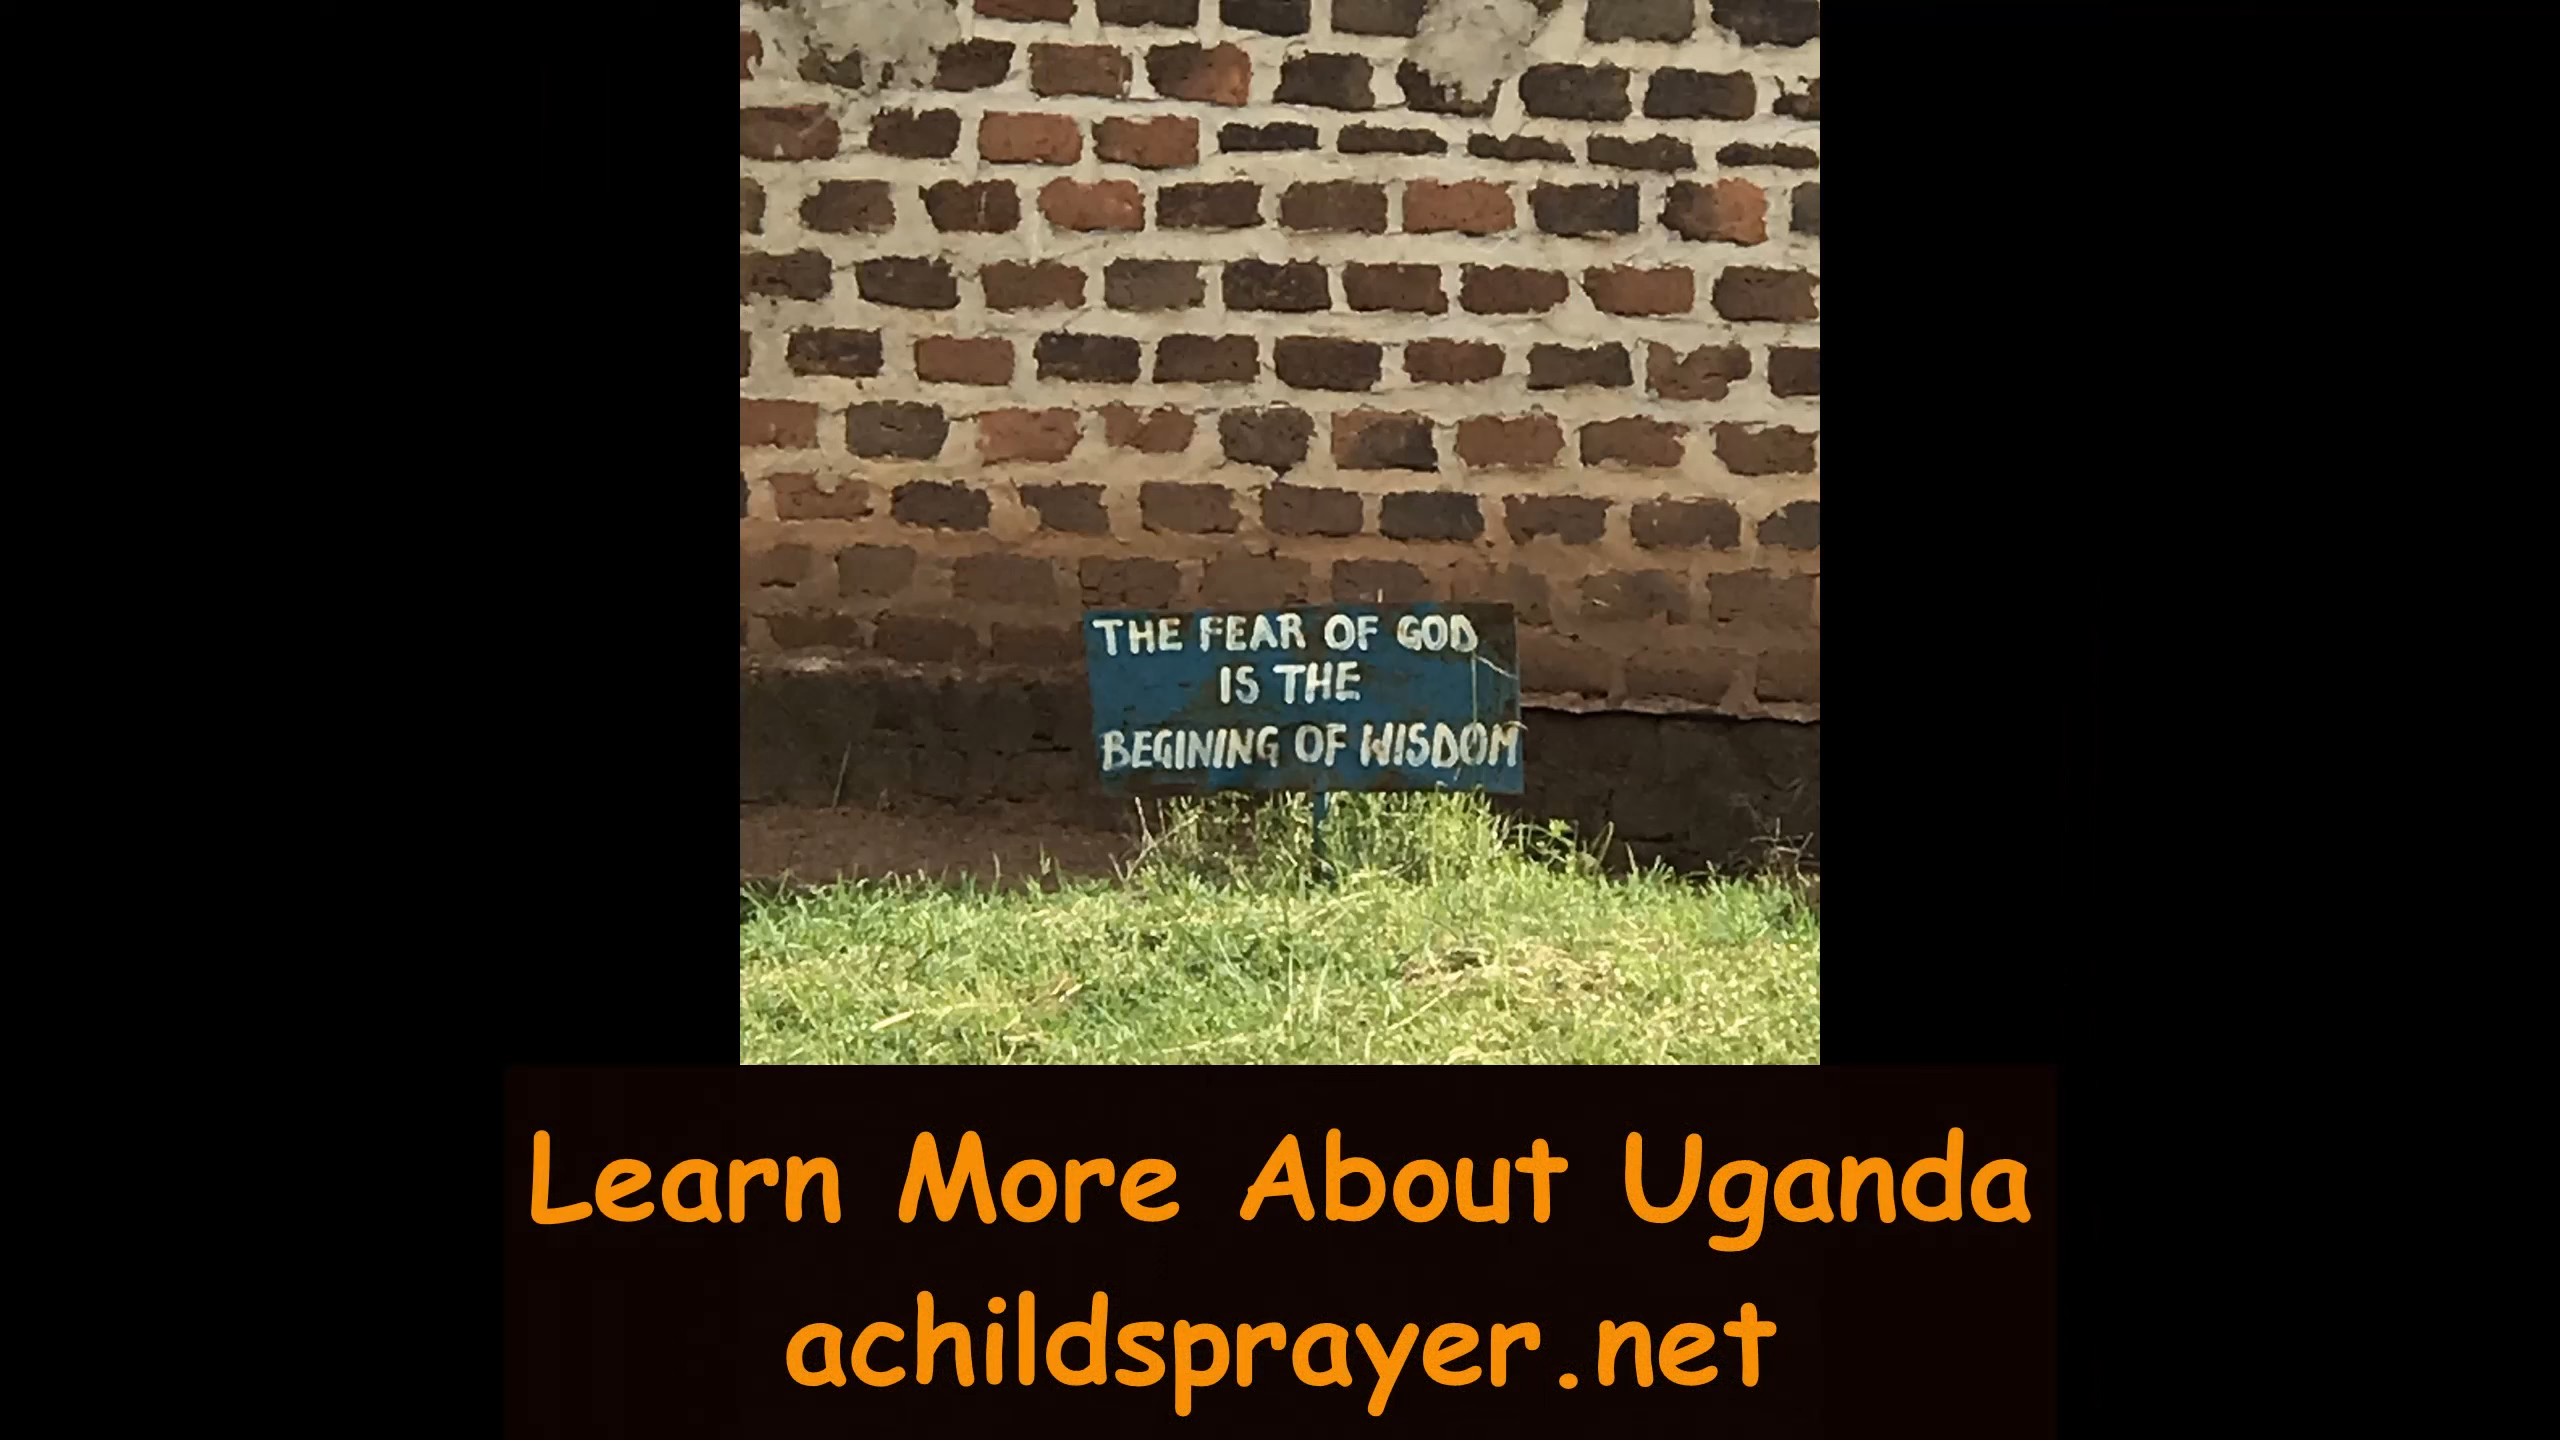 THE FEAR OF GOD
IS THE
BEGINING OF WISDOM
Learn More About Uganda
achildsprayer.net